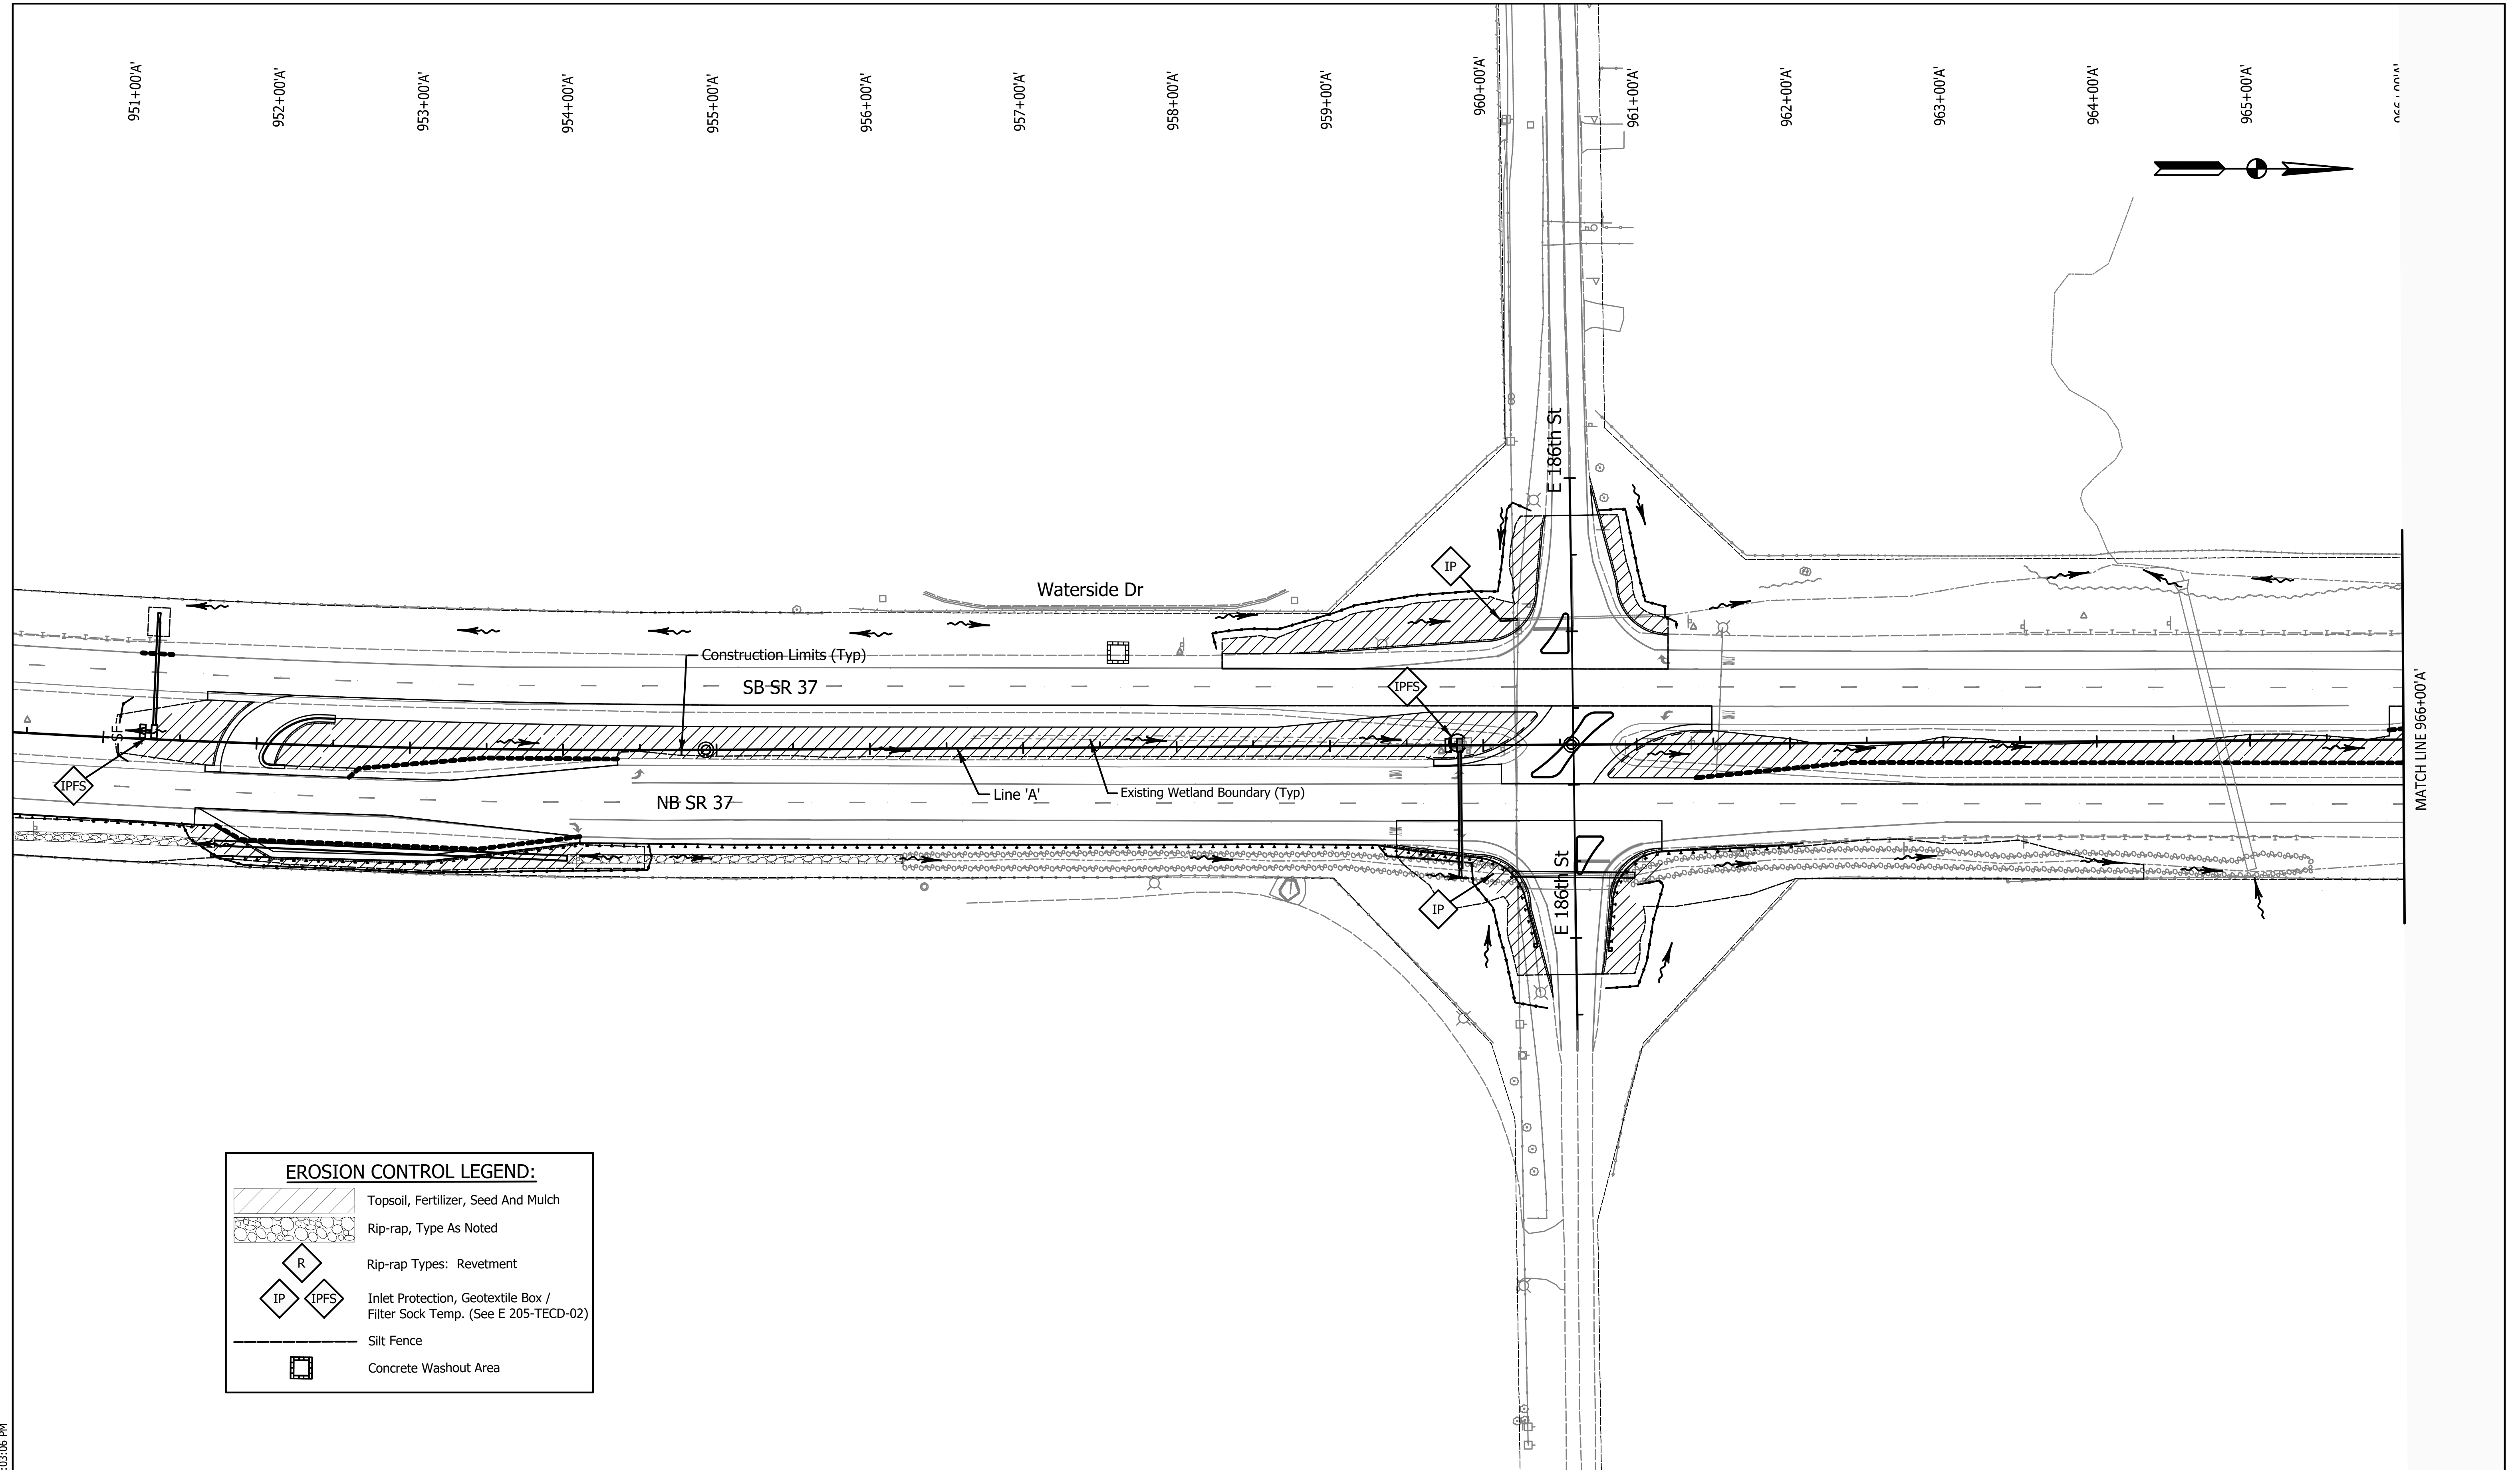 951+00'A'
952+00'A'
953+00'A'
954+00'A'
955+00'A'
956+00'A'
957+00'A'
958+00'A'
959+00'A'
960+00'A'
961+00'A'
962+00'A'
963+00'A'
964+00'A'
965+00'A'
E 186th St
IP
Waterside Dr
Construction Limits (Typ)
SB SR 37
IPFS
SF
MATCH LINE 966+00'A'
IPFS
Line 'A'
Existing Wetland Boundary (Typ)
NB SR 37
E 186th St
IP
EROSION CONTROL LEGEND:
Topsoil, Fertilizer, Seed And Mulch
Rip-rap, Type As Noted
R
Rip-rap Types: Revetment
IP
IPFS
Inlet Protection, Geotextile Box /
Filter Sock Temp. (See E 205-TECD-02)
Silt Fence
Concrete Washout Area
:03:06 PM